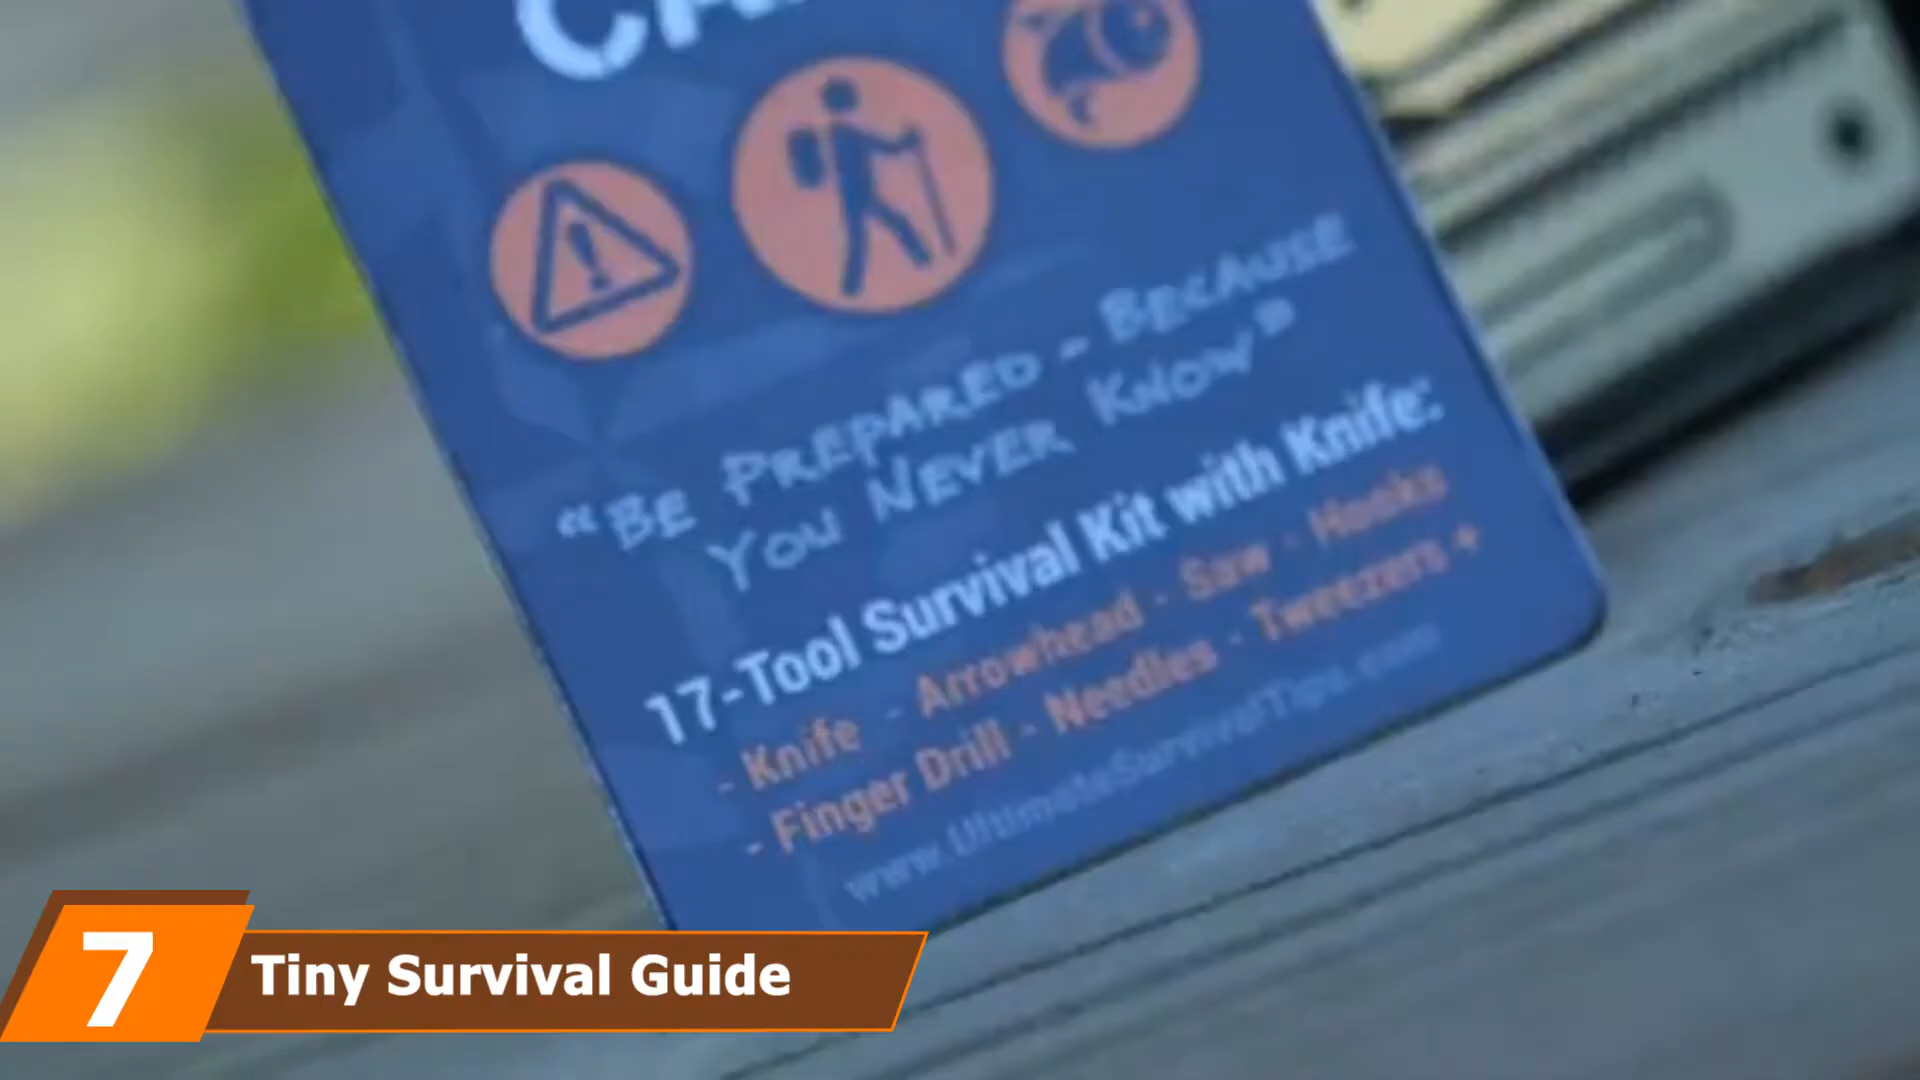 "BE PREPARED - BECAUSE
YOU NEVER KNOW"
17-Tool Survival Kit with Knife:
- Knife - Arrowhead - Saw - Hooks
- Finger Drill - Needles - Tweezers +
www.UltimateSurvivalTips.com
7
Tiny Survival Guide